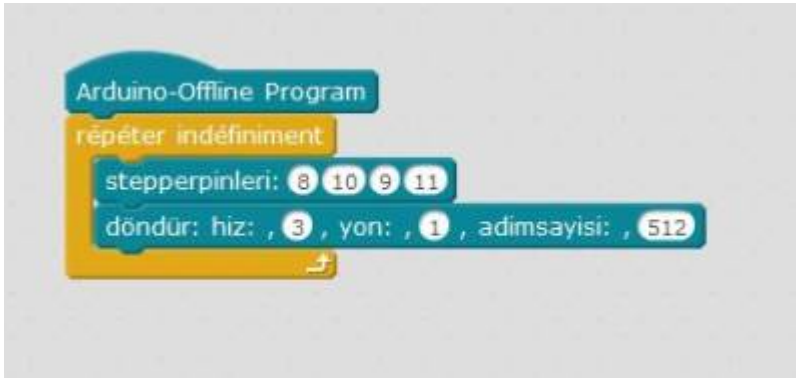 Arduino-Offline Program
répéter indéfiniment
stepperpinleri: 8 10 9 11
döndür: hiz: , 3 , yon: , 1 , adimsayisi: , 512